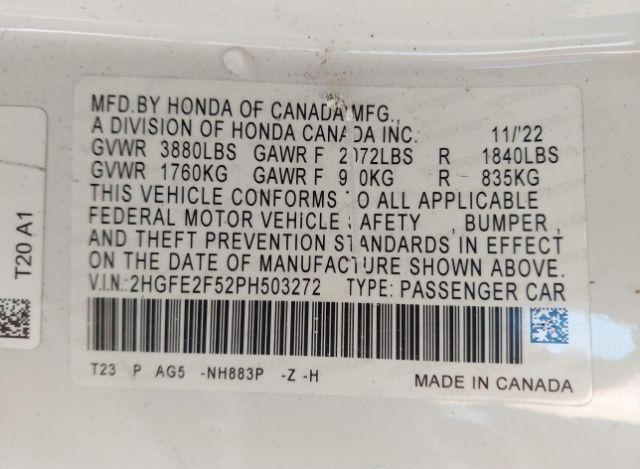 MFD.BY HONDA OF CANADA MFG.,
A DIVISION OF HONDA CANADA INC. 11/'22
GVWR 3880LBS GAWR F 2072LBS R 1840LBS
GVWR 1760KG GAWR F 9 0KG R - 835KG
THIS VEHICLE CONFORMS TO ALL APPLICABLE
FEDERAL MOTOR VEHICLE SAFETY , BUMPER ,
AND THEFT PREVENTION STANDARDS IN EFFECT
ON THE DATE OF MANUFACTURE SHOWN ABOVE.
V.I.N.:2HGFE2F52PH503272 TYPE: PASSENGER CAR
T23 P AG5 -NH883P -Z -H
MADE IN CANADA
T20 A1